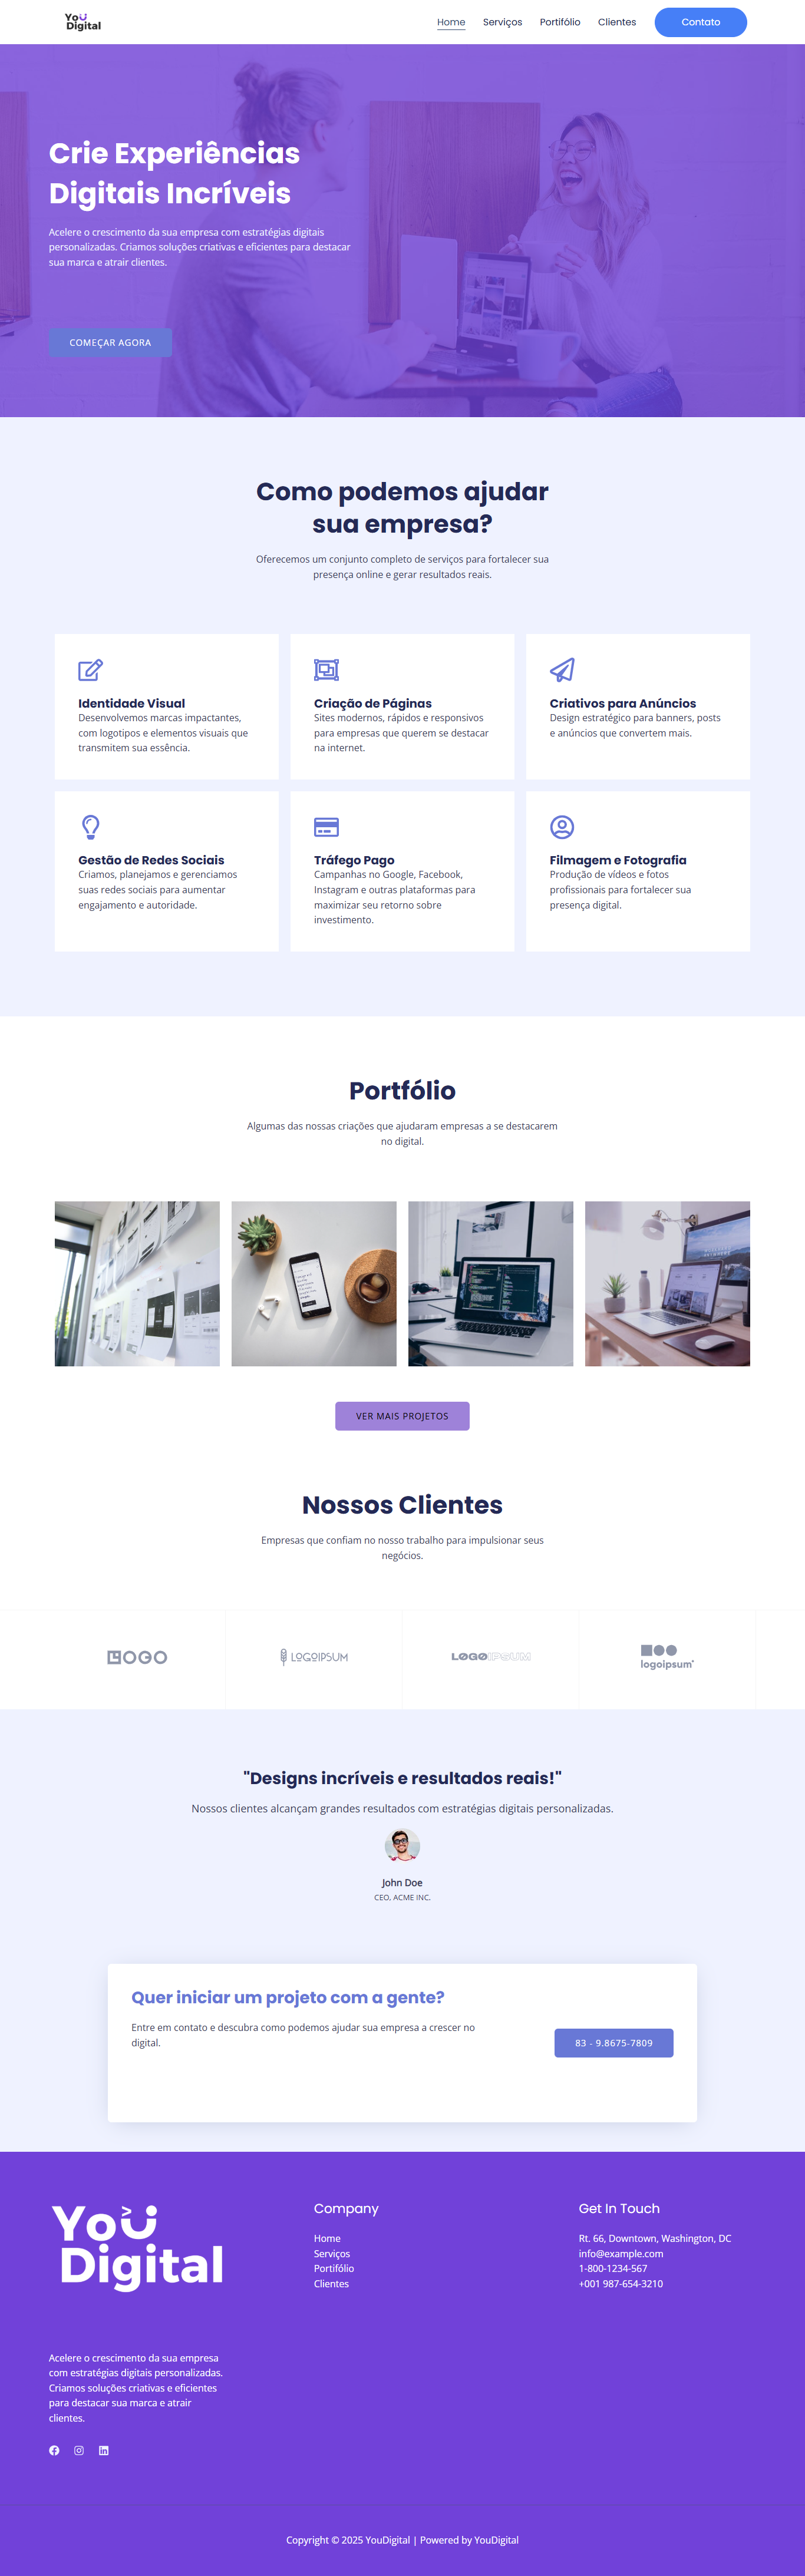 You
Digital
Home
Serviços
Portifólio
Clientes
Contato
Crie Experiências
Digitais Incríveis
Acelere o crescimento da sua empresa com estratégias digitais
personalizadas. Criamos soluções criativas e eficientes para destacar
sua marca e atrair clientes.
COMEÇAR AGORA
Como podemos ajudar
sua empresa?
Oferecemos um conjunto completo de serviços para fortalecer sua
presença online e gerar resultados reais.
Identidade Visual
Desenvolvemos marcas impactantes,
com logotipos e elementos visuais que
transmitem sua essência.
Criação de Páginas
Sites modernos, rápidos e responsivos
para empresas que querem se destacar
na internet.
Criativos para Anúncios
Design estratégico para banners, posts
e anúncios que convertem mais.
Gestão de Redes Sociais
Criamos, planejamos e gerenciamos
suas redes sociais para aumentar
engajamento e autoridade.
Tráfego Pago
Campanhas no Google, Facebook,
Instagram e outras plataformas para
maximizar seu retorno sobre
investimento.
Filmagem e Fotografia
Produção de vídeos e fotos
profissionais para fortalecer sua
presença digital.
Portfólio
Algumas das nossas criações que ajudaram empresas a se destacarem
no digital.
VER MAIS PROJETOS
Nossos Clientes
Empresas que confiam no nosso trabalho para impulsionar seus
negócios.
LOGO
LOGOIPSUM
LOGOIPSUM
logoipsum
"Designs incríveis e resultados reais!"
Nossos clientes alcançam grandes resultados com estratégias digitais personalizadas.
John Doe
CEO, ACME INC.
Quer iniciar um projeto com a gente?
Entre em contato e descubra como podemos ajudar sua empresa a crescer no
digital.
83 - 9.8675-7809
You
Digital
Acelere o crescimento da sua empresa
com estratégias digitais personalizadas.
Criamos soluções criativas e eficientes
para destacar sua marca e atrair
clientes.
Company
Home
Serviços
Portifólio
Clientes
Get In Touch
Rt. 66, Downtown, Washington, DC
info@example.com
1-800-1234-567
+001 987-654-3210
Copyright © 2025 YouDigital | Powered by YouDigital